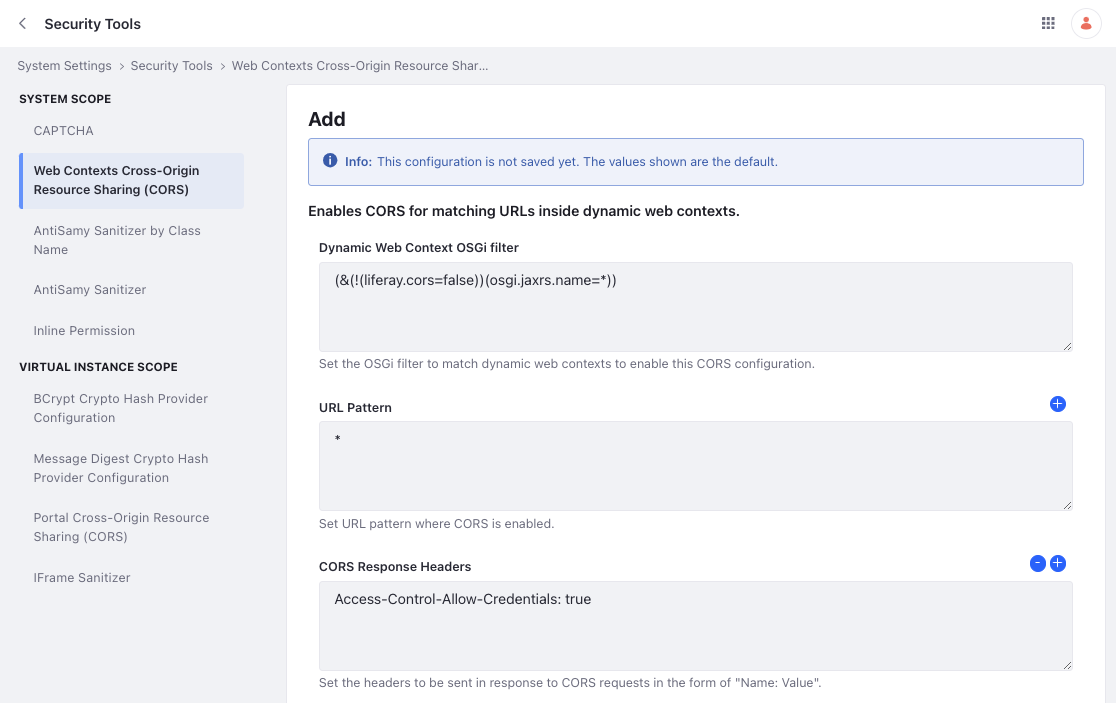 Security Tools
System Settings > Security Tools > Web Contexts Cross-Origin Resource Shar...
SYSTEM SCOPE
CAPTCHA
Web Contexts Cross-Origin
Resource Sharing (CORS)
AntiSamy Sanitizer by Class
Name
AntiSamy Sanitizer
Inline Permission
VIRTUAL INSTANCE SCOPE
BCrypt Crypto Hash Provider
Configuration
Message Digest Crypto Hash
Provider Configuration
Portal Cross-Origin Resource
Sharing (CORS)
IFrame Sanitizer
Add
Info: This configuration is not saved yet. The values shown are the default.
Enables CORS for matching URLs inside dynamic web contexts.
Dynamic Web Context OSGi filter
(&(!(liferay.cors=false))(osgi.jaxrs.name=*))
Set the OSGi filter to match dynamic web contexts to enable this CORS configuration.
URL Pattern
*
Set URL pattern where CORS is enabled.
CORS Response Headers
Access-Control-Allow-Credentials: true
Set the headers to be sent in response to CORS requests in the form of "Name: Value".